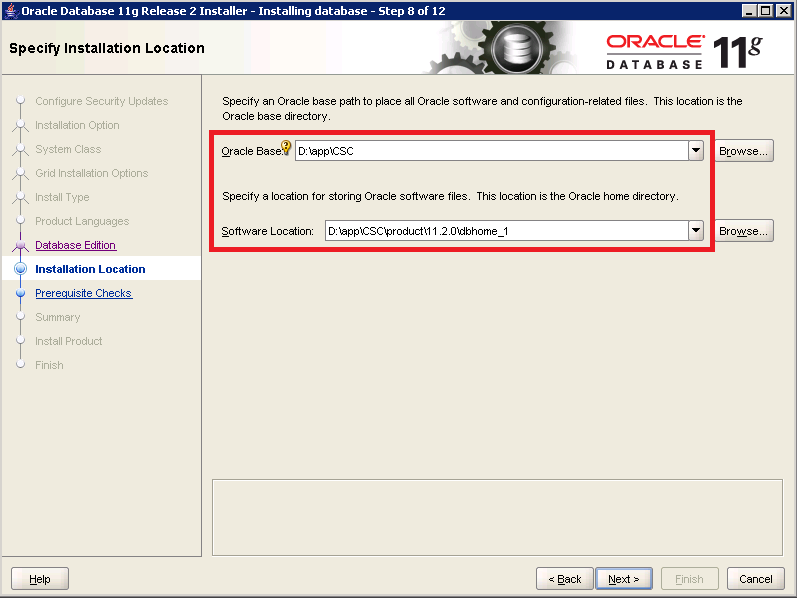 Oracle Database 11g Release 2 Installer - Installing database - Step 8 of 12
Specify Installation Location
ORACLE
DATABASE
11g
Configure Security Updates
Installation Option
System Class
Grid Installation Options
Install Type
Product Languages
Database Edition
Installation Location
Prerequisite Checks
Summary
Install Product
Finish
Specify an Oracle base path to place all Oracle software and configuration-related files.  This location is the
Oracle base directory.
Oracle Base: D:\app\CSC Browse...
Specify a location for storing Oracle software files.  This location is the Oracle home directory.
Software Location: D:\app\CSC\product\11.2.0\dbhome_1 Browse...
Help < Back Next > Finish Cancel